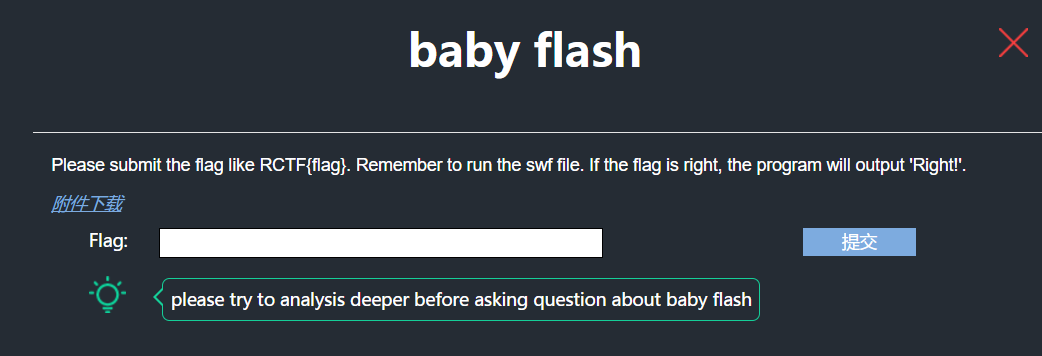 baby flash
Please submit the flag like RCTF{flag}. Remember to run the swf file. If the flag is right, the program will output 'Right!'.
附件下载
Flag:
提交
please try to analysis deeper before asking question about baby flash